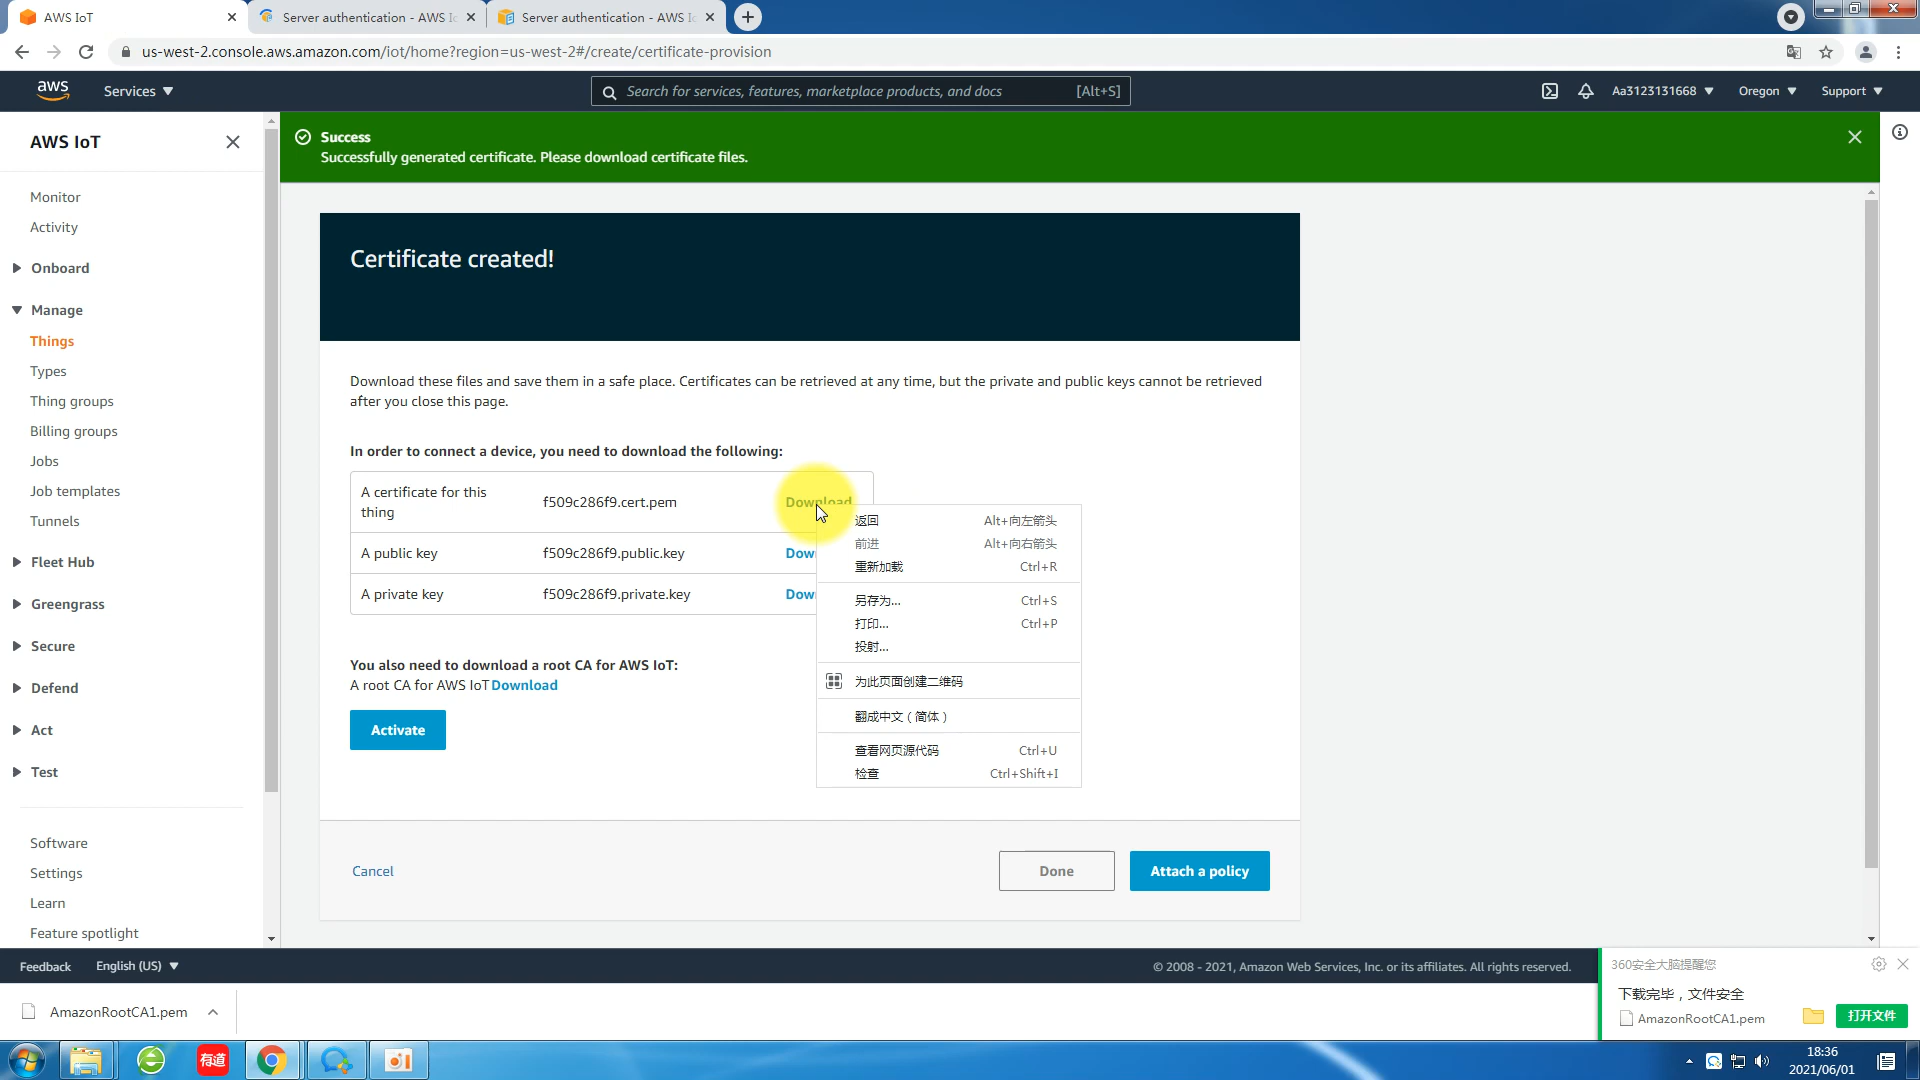 AWS IoT
Server authentication - AWS Io
Server authentication - AWS Io
us-west-2.console.aws.amazon.com/iot/home?region=us-west-2#/create/certificate-provision
aws
Services
Search for services, features, marketplace products, and docs
[Alt+S]
Aa3123131668
Oregon
Support
AWS IoT
Monitor
Activity
Onboard
Manage
Things
Types
Thing groups
Billing groups
Jobs
Job templates
Tunnels
Fleet Hub
Greengrass
Secure
Defend
Act
Test
Software
Settings
Learn
Feature spotlight
Success
Successfully generated certificate. Please download certificate files.
Certificate created!
Download these files and save them in a safe place. Certificates can be retrieved at any time, but the private and public keys cannot be retrieved
after you close this page.
In order to connect a device, you need to download the following:
A certificate for this
thing
f509c286f9.cert.pem
Download
A public key
f509c286f9.public.key
Dow
A private key
f509c286f9.private.key
Dow
You also need to download a root CA for AWS IoT:
A root CA for AWS IoT Download
Activate
返回 Alt+向左箭头
前进 Alt+向右箭头
重新加载 Ctrl+R
另存为... Ctrl+S
打印... Ctrl+P
投射...
为此页面创建二维码
翻成中文（简体）
查看网页源代码 Ctrl+U
检查 Ctrl+Shift+I
Cancel
Done
Attach a policy
Feedback
English (US)
© 2008 - 2021, Amazon Web Services, Inc. or its affiliates. All rights reserved.
360安全大脑提醒您
下载完毕，文件安全
AmazonRootCA1.pem
打开文件
AmazonRootCA1.pem
有道
18:36
2021/06/01